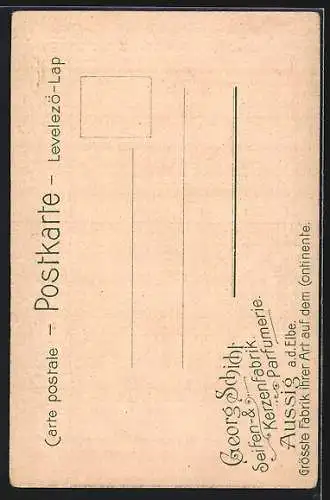 Carte postale – Postkarte – Levelező-Lap
Georg Schicht
Seifen- &
Kerzenfabrik
Parfumerie.
Aussig a.d. Elbe.
Grösste Fabrik ihrer Art auf dem Continente.